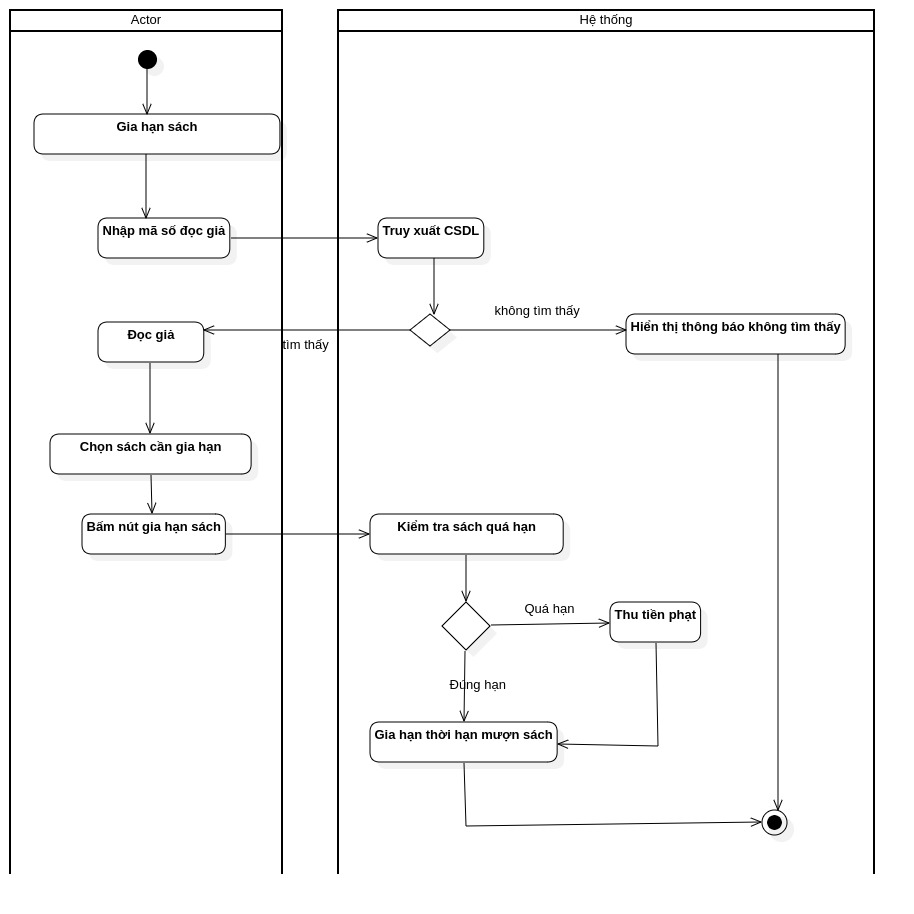 Actor
Hệ thống
Gia hạn sách
Nhập mã số đọc giả
Truy xuất CSDL
không tìm thấy
Hiển thị thông báo không tìm thấy
Đọc giả
tìm thấy
Chọn sách cần gia hạn
Bấm nút gia hạn sách
Kiểm tra sách quá hạn
Quá hạn
Thu tiền phạt
Đúng hạn
Gia hạn thời hạn mượn sách